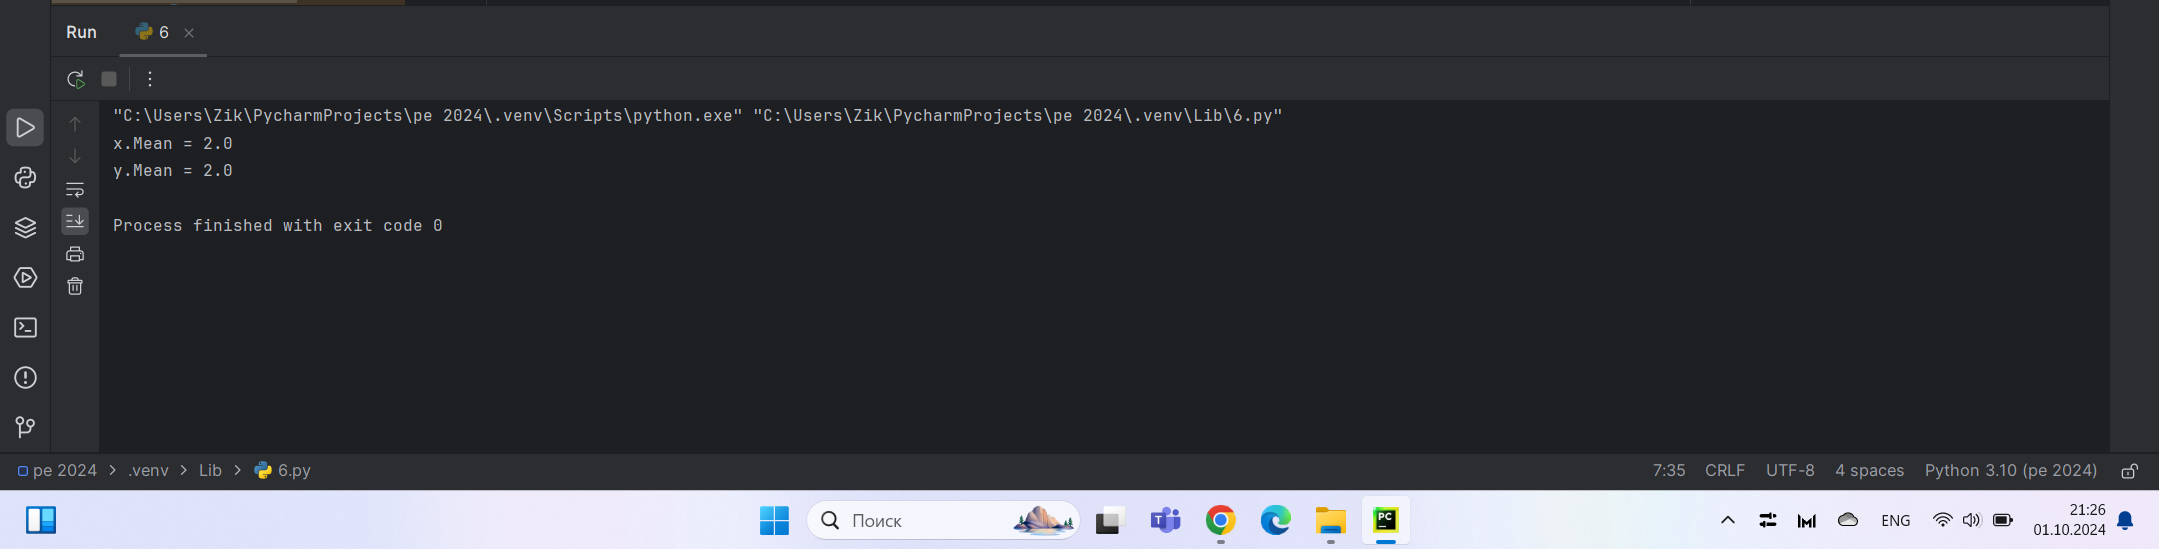 Run 6
"C:\Users\Zik\PycharmProjects\pe 2024\.venv\Scripts\python.exe" "C:\Users\Zik\PycharmProjects\pe 2024\.venv\Lib\6.py"
x.Mean = 2.0
y.Mean = 2.0
Process finished with exit code 0
pe 2024 > .venv > Lib > 6.py 7:35 CRLF UTF-8 4 spaces Python 3.10 (pe 2024)
Поиск ENG 21:26
01.10.2024